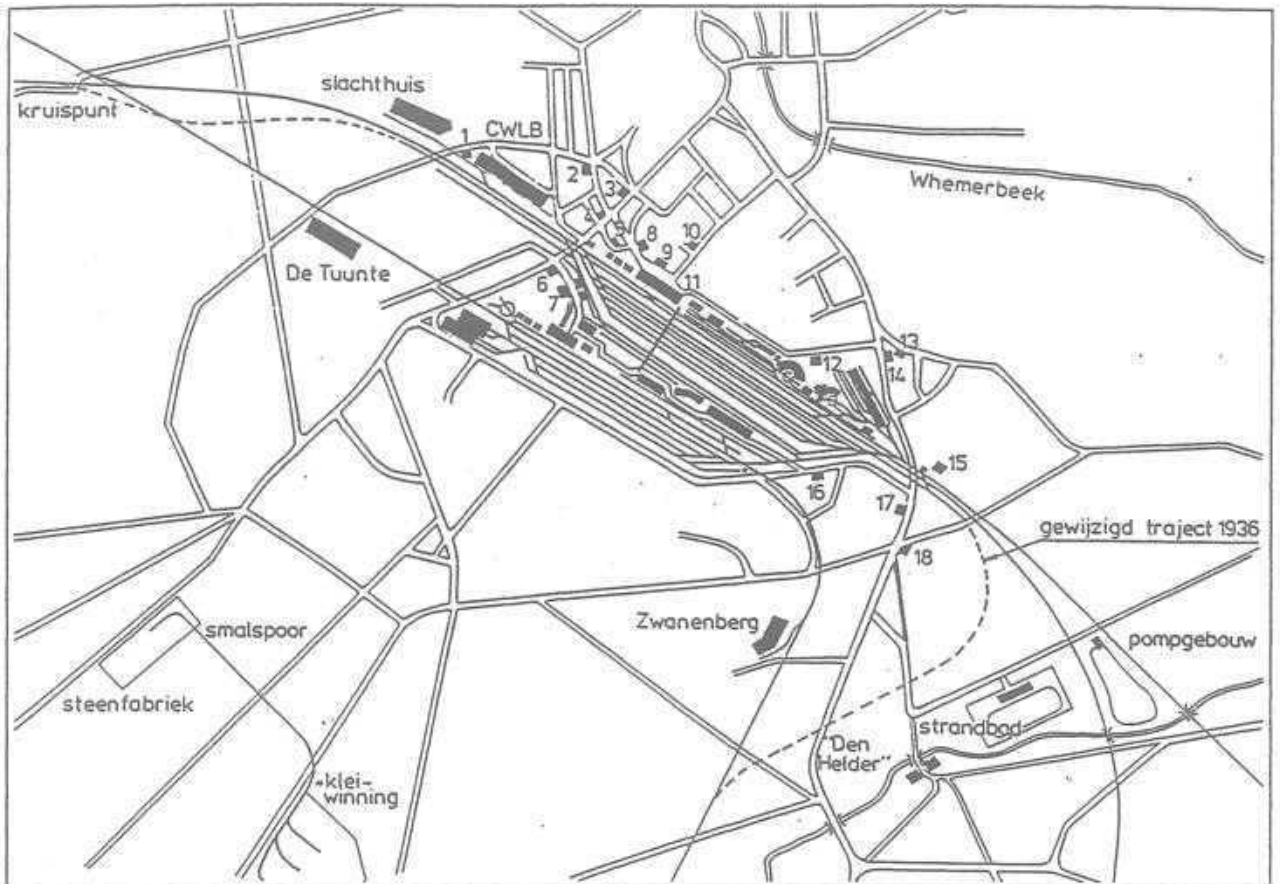 slachthuis
kruispunt
CWLB
1
2
3
4
5
Whemerbeek
De Tuunte
6
7
8
9
10
11
12
13
14
15
16
17
18
gewijzigd traject 1936
Zwanenberg
smalspoor
steenfabriek
klei-
winning
pompgebouw
strandbad
"Den
Helder"